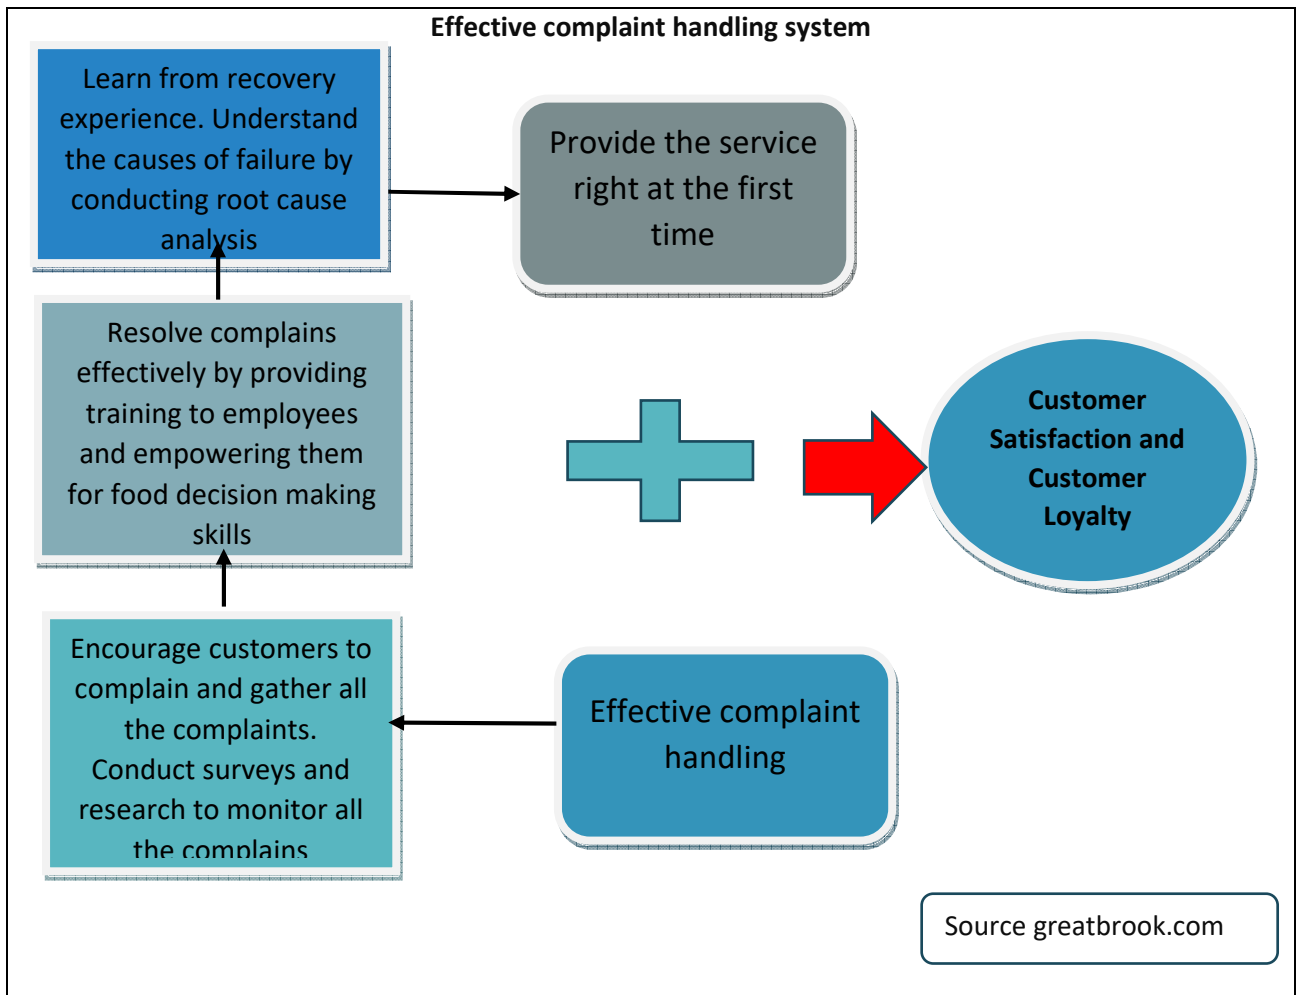 Effective complaint handling system
Learn from recovery
experience. Understand
the causes of failure by
conducting root cause
analysis
Provide the service
right at the first
time
Resolve complains
effectively by providing
training to employees
and empowering them
for food decision making
skills
Customer
Satisfaction and
Customer
Loyalty
Encourage customers to
complain and gather all
the complaints.
Conduct surveys and
research to monitor all
the complains
Effective complaint
handling
Source greatbrook.com